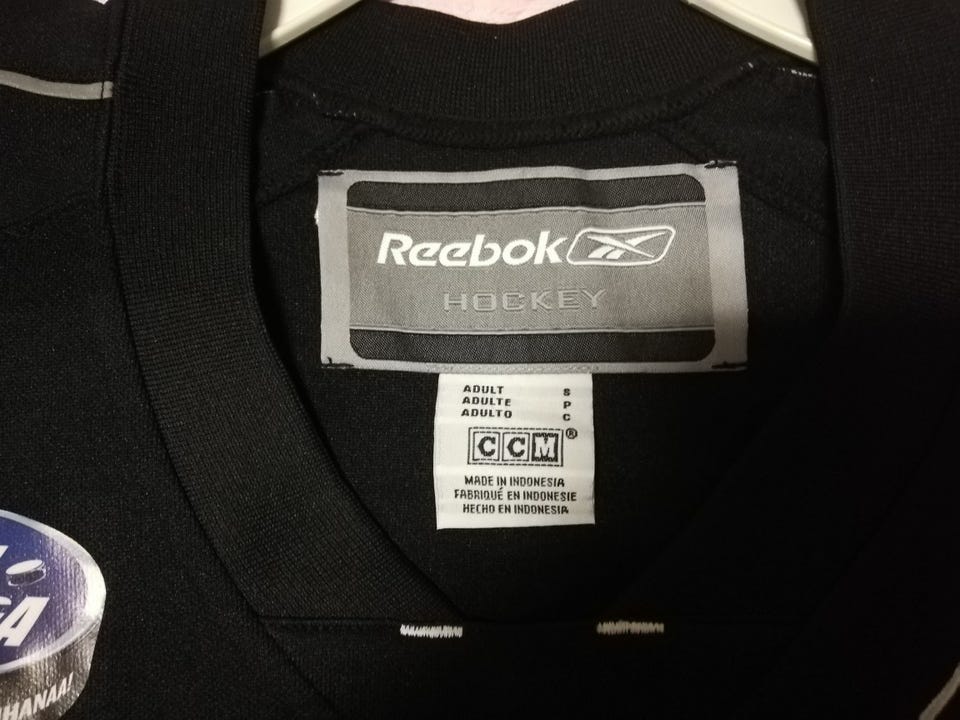 Reebok
HOCKEY
ADULT S
ADULTE P
ADULTO C
CCM®
MADE IN INDONESIA
FABRIQUÉ EN INDONESIE
HECHO EN INDONESIA